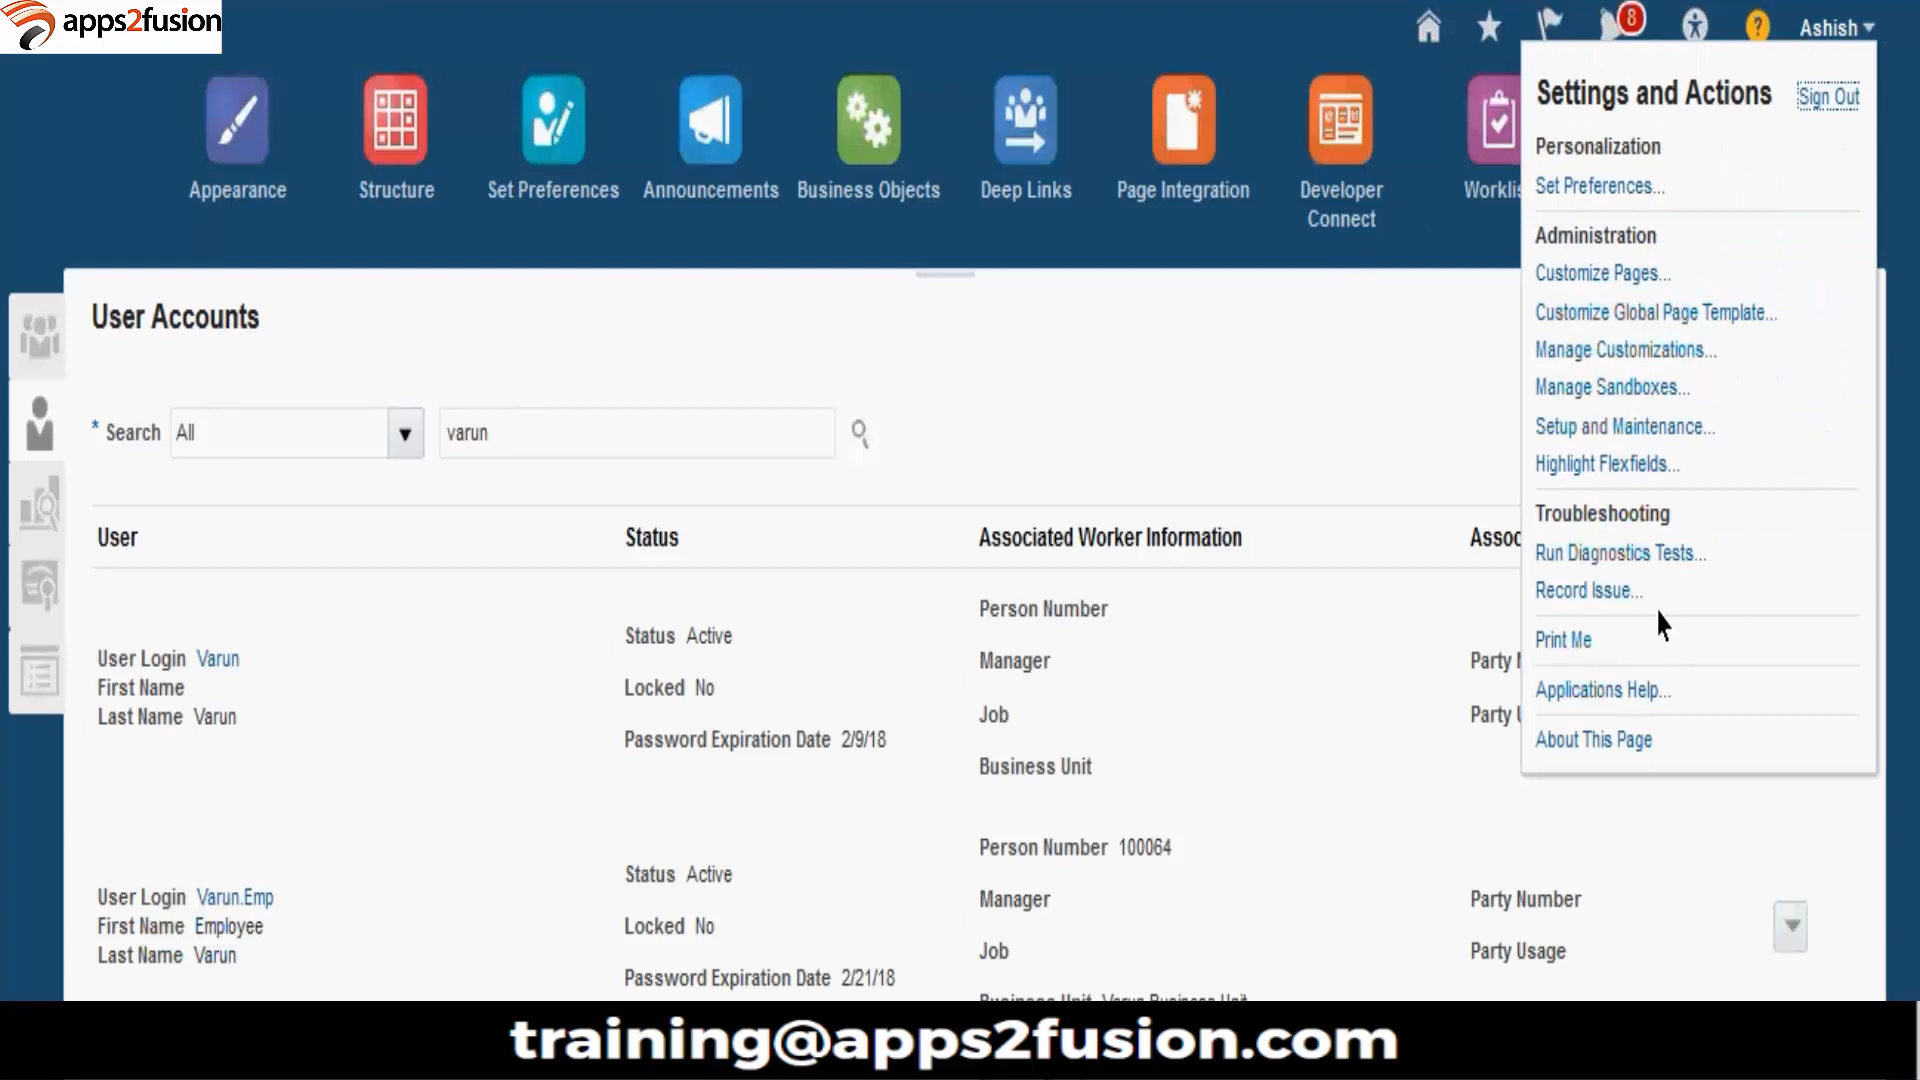 apps2fusion
8
?
Ashish
Appearance
Structure
Set Preferences
Announcements
Business Objects
Deep Links
Page Integration
Developer
Connect
Settings and Actions
Sign Out
Personalization
Set Preferences...
Administration
Customize Pages...
Customize Global Page Template...
Manage Customizations...
Manage Sandboxes...
Setup and Maintenance...
Highlight Flexfields...
Troubleshooting
Run Diagnostics Tests...
Record Issue...
Print Me
Applications Help...
About This Page
User Accounts
* Search All varun
User Status Associated Worker Information
User Login Varun
First Name
Last Name Varun
Status Active
Locked No
Password Expiration Date 2/9/18
Person Number
Manager
Job
Business Unit
Party
Party
User Login Varun.Emp
First Name Employee
Last Name Varun
Status Active
Locked No
Password Expiration Date 2/21/18
Person Number 100064
Manager
Job
Business Unit Varun Business Unit
Party Number
Party Usage
training@apps2fusion.com